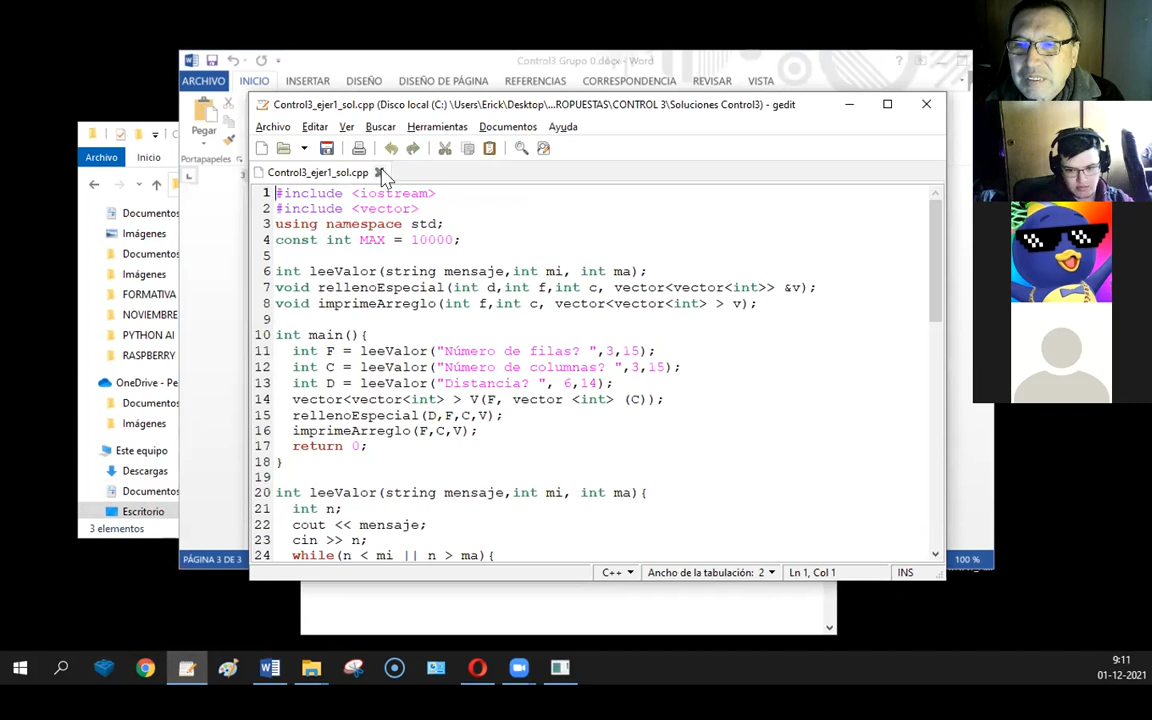 Control3 Grupo 0.docx - Word
ARCHIVO INICIO INSERTAR DISEÑO DISEÑO DE PÁGINA REFERENCIAS CORRESPONDENCIA REVISAR VISTA
Pegar
Portapapeles
Control3_ejer1_sol.cpp (Disco local (C:) \Users\Erick\Desktop\...ROPUESTAS\CONTROL 3\Soluciones Control3) - gedit
Archivo Editar Ver Buscar Herramientas Documentos Ayuda
Control3_ejer1_sol.cpp
1 #include <iostream>
2 #include <vector>
3 using namespace std;
4 const int MAX = 10000;
5
6 int leeValor(string mensaje,int mi, int ma);
7 void rellenoEspecial(int d,int f,int c, vector<vector<int>> &v);
8 void imprimeArreglo(int f,int c, vector<vector<int> > v);
9
10 int main(){
11 int F = leeValor("Número de filas? ",3,15);
12 int C = leeValor("Número de columnas? ",3,15);
13 int D = leeValor("Distancia? ", 6,14);
14 vector<vector<int> > V(F, vector <int> (C));
15 rellenoEspecial(D,F,C,V);
16 imprimeArreglo(F,C,V);
17 return 0;
18 }
19
20 int leeValor(string mensaje,int mi, int ma){
21 int n;
22 cout << mensaje;
23 cin >> n;
24 while(n < mi || n > ma){
C++ Ancho de la tabulación: 2 Ln 1, Col 1 INS
Archivo Inicio
Documentos
Imágenes
Documentos
Imágenes
FORMATIVA
NOVIEMBRE
PYTHON AI
RASPBERRY
OneDrive - Pe
Documentos
Imágenes
Este equipo
Descargas
Documentos
Escritorio
3 elementos
PÁGINA 3 DE 3
100 %
9:11
01-12-2021